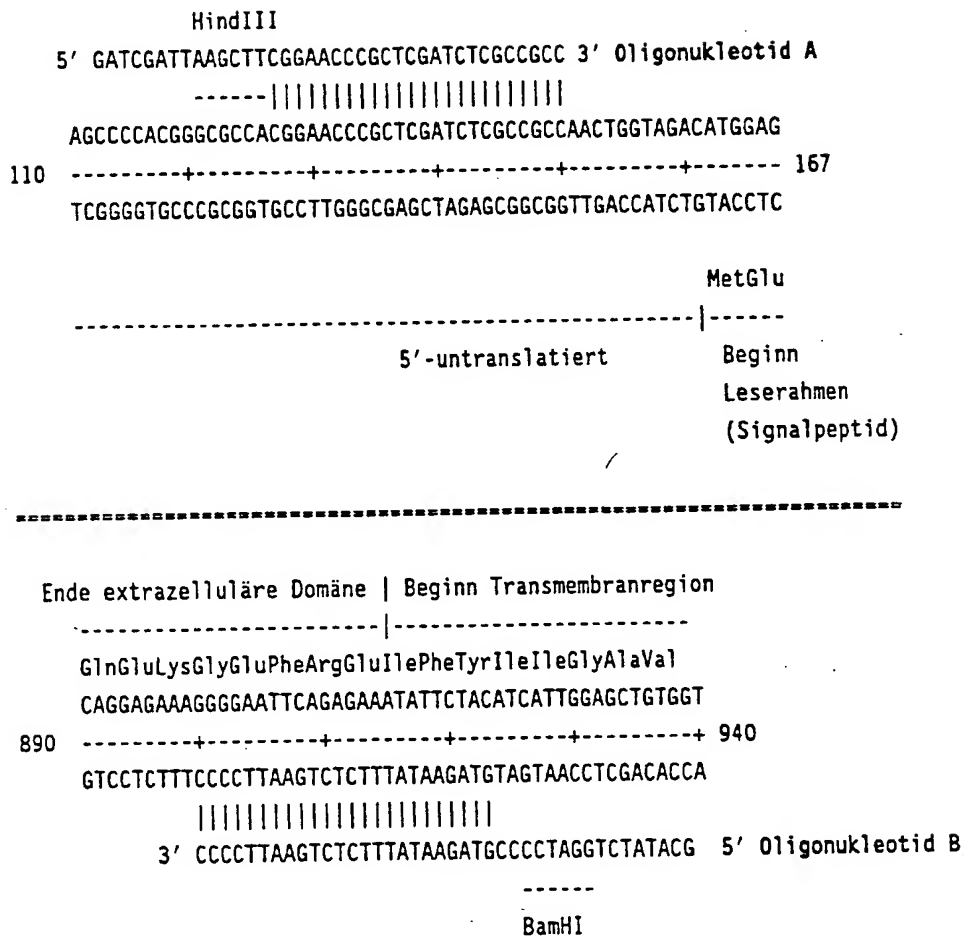 HindIII
5' GATCGATTAAGCTTCGGAACCCGCTCGATCTCGCCGCC 3' Oligonukleotid A
------||||||||||||||||||||||||
AGCCCCACGGGCGCCACGGAACCCGCTCGATCTCGCCGCCAACTGGTAGACATGGAG
110 ---------+---------+---------+---------+---------+------- 167
TCGGGGTGCCCGCGGTGCCTTGGGCGAGCTAGAGCGGCGGTTGACCATCTGTACCTC
MetGlu
--------------------------------------------------|------
5'-untranslatiert Beginn
Leserahmen
(Signalpeptid)
======================================================================
Ende extrazelluläre Domäne | Beginn Transmembranregion
------------------------|------------------------
GlnGluLysGlyGluPheArgGluIlePheTyrIleIleGlyAlaVal
CAGGAGAAAGGGGAATTCAGAGAAATATTCTACATCATTGGAGCTGTGGT
890 ---------+---------+---------+---------+---------+ 940
GTCCTCTTTCCCCTTAAGTCTCTTTATAAGATGTAGTAACCTCGACACCA
||||||||||||||||||||||||
3' CCCCTTAAGTCTCTTTATAAGATGCCCCTAGGTCTATACG 5' Oligonukleotid B
------
BamHI